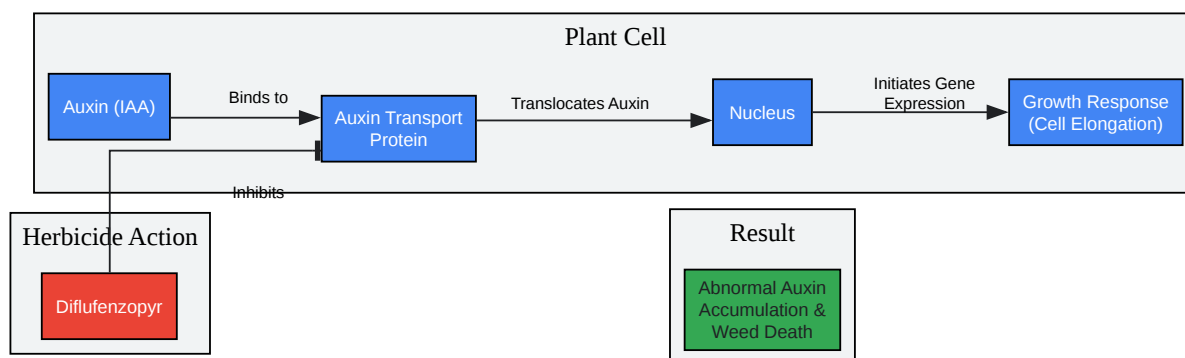 Plant Cell
Auxin (IAA)
Binds to
Auxin Transport
Protein
Translocates Auxin
Nucleus
Initiates Gene
Expression
Growth Response
(Cell Elongation)
Inhibits
Herbicide Action
Diflufenzopyr
Result
Abnormal Auxin
Accumulation &
Weed Death